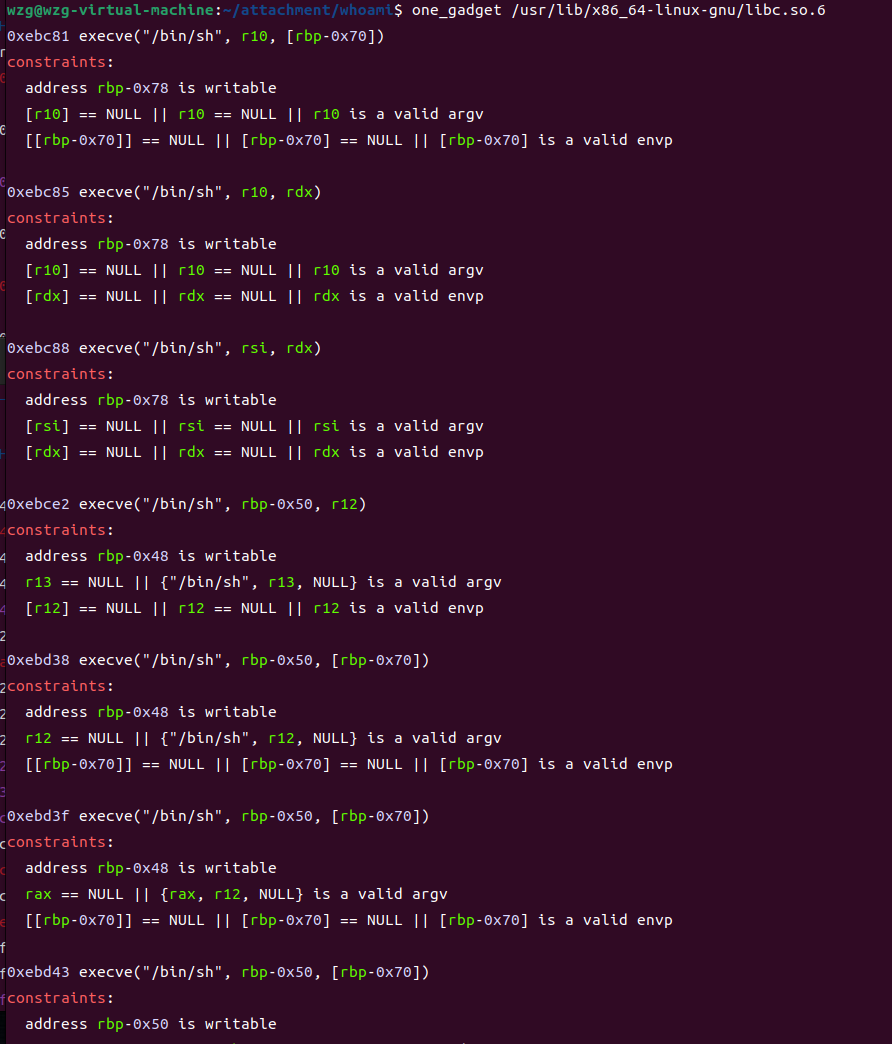 wzg@wzg-virtual-machine:~/attachment/whoami$ one_gadget /usr/lib/x86_64-linux-gnu/libc.so.6
0xebc81 execve("/bin/sh", r10, [rbp-0x70])
constraints:
  address rbp-0x78 is writable
  [r10] == NULL || r10 == NULL || r10 is a valid argv
  [[rbp-0x70]] == NULL || [rbp-0x70] == NULL || [rbp-0x70] is a valid envp

0xebc85 execve("/bin/sh", r10, rdx)
constraints:
  address rbp-0x78 is writable
  [r10] == NULL || r10 == NULL || r10 is a valid argv
  [rdx] == NULL || rdx == NULL || rdx is a valid envp

0xebc88 execve("/bin/sh", rsi, rdx)
constraints:
  address rbp-0x78 is writable
  [rsi] == NULL || rsi == NULL || rsi is a valid argv
  [rdx] == NULL || rdx == NULL || rdx is a valid envp

0xebce2 execve("/bin/sh", rbp-0x50, r12)
constraints:
  address rbp-0x48 is writable
  r13 == NULL || {"/bin/sh", r13, NULL} is a valid argv
  [r12] == NULL || r12 == NULL || r12 is a valid envp

0xebd38 execve("/bin/sh", rbp-0x50, [rbp-0x70])
constraints:
  address rbp-0x48 is writable
  r12 == NULL || {"/bin/sh", r12, NULL} is a valid argv
  [[rbp-0x70]] == NULL || [rbp-0x70] == NULL || [rbp-0x70] is a valid envp

0xebd3f execve("/bin/sh", rbp-0x50, [rbp-0x70])
constraints:
  address rbp-0x48 is writable
  rax == NULL || {rax, r12, NULL} is a valid argv
  [[rbp-0x70]] == NULL || [rbp-0x70] == NULL || [rbp-0x70] is a valid envp

0xebd43 execve("/bin/sh", rbp-0x50, [rbp-0x70])
constraints:
  address rbp-0x50 is writable